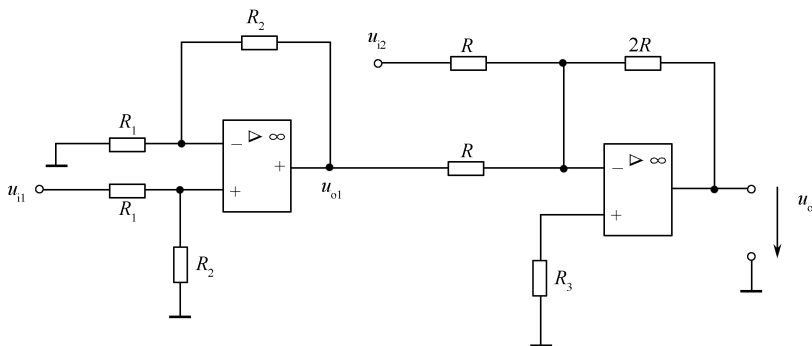 R2
ui2
R
2R
R1
− ▷ ∞
+
+
ui1
R1
uo1
R
− ▷ ∞
+
uo
R2
R3